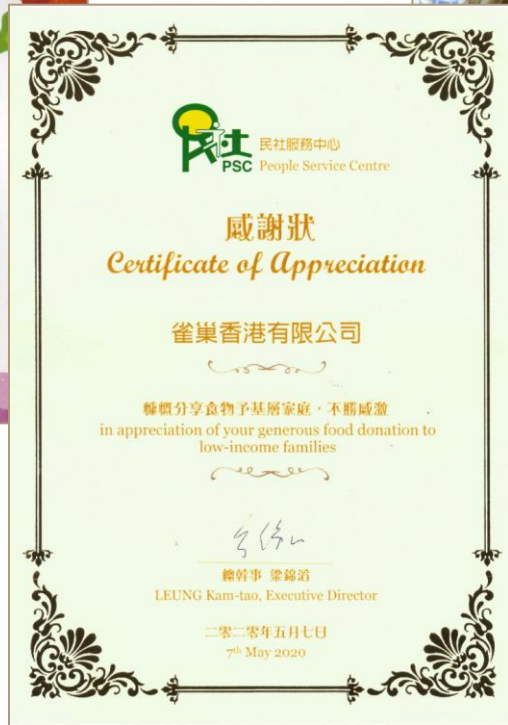 民社
PSC
民社服務中心
People Service Centre
感謝狀
Certificate of Appreciation
雀巢香港有限公司
慷慨分享食物予基層家庭,不勝感激
in appreciation of your generous food donation to
low-income families
總幹事 梁錦滔
LEUNG Kam-tao, Executive Director
二零二零年五月七日
7th May 2020